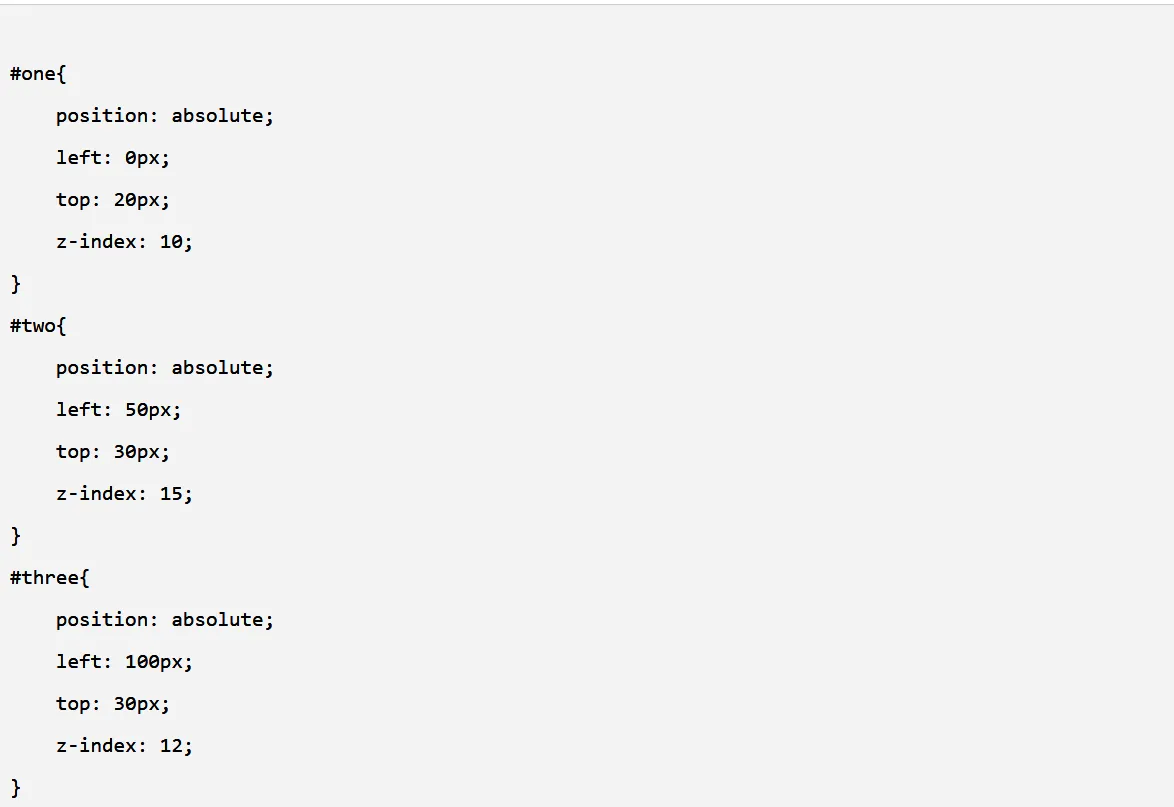 #one{
    position: absolute;
    left: 0px;
    top: 20px;
    z-index: 10;
}
#two{
    position: absolute;
    left: 50px;
    top: 30px;
    z-index: 15;
}
#three{
    position: absolute;
    left: 100px;
    top: 30px;
    z-index: 12;
}